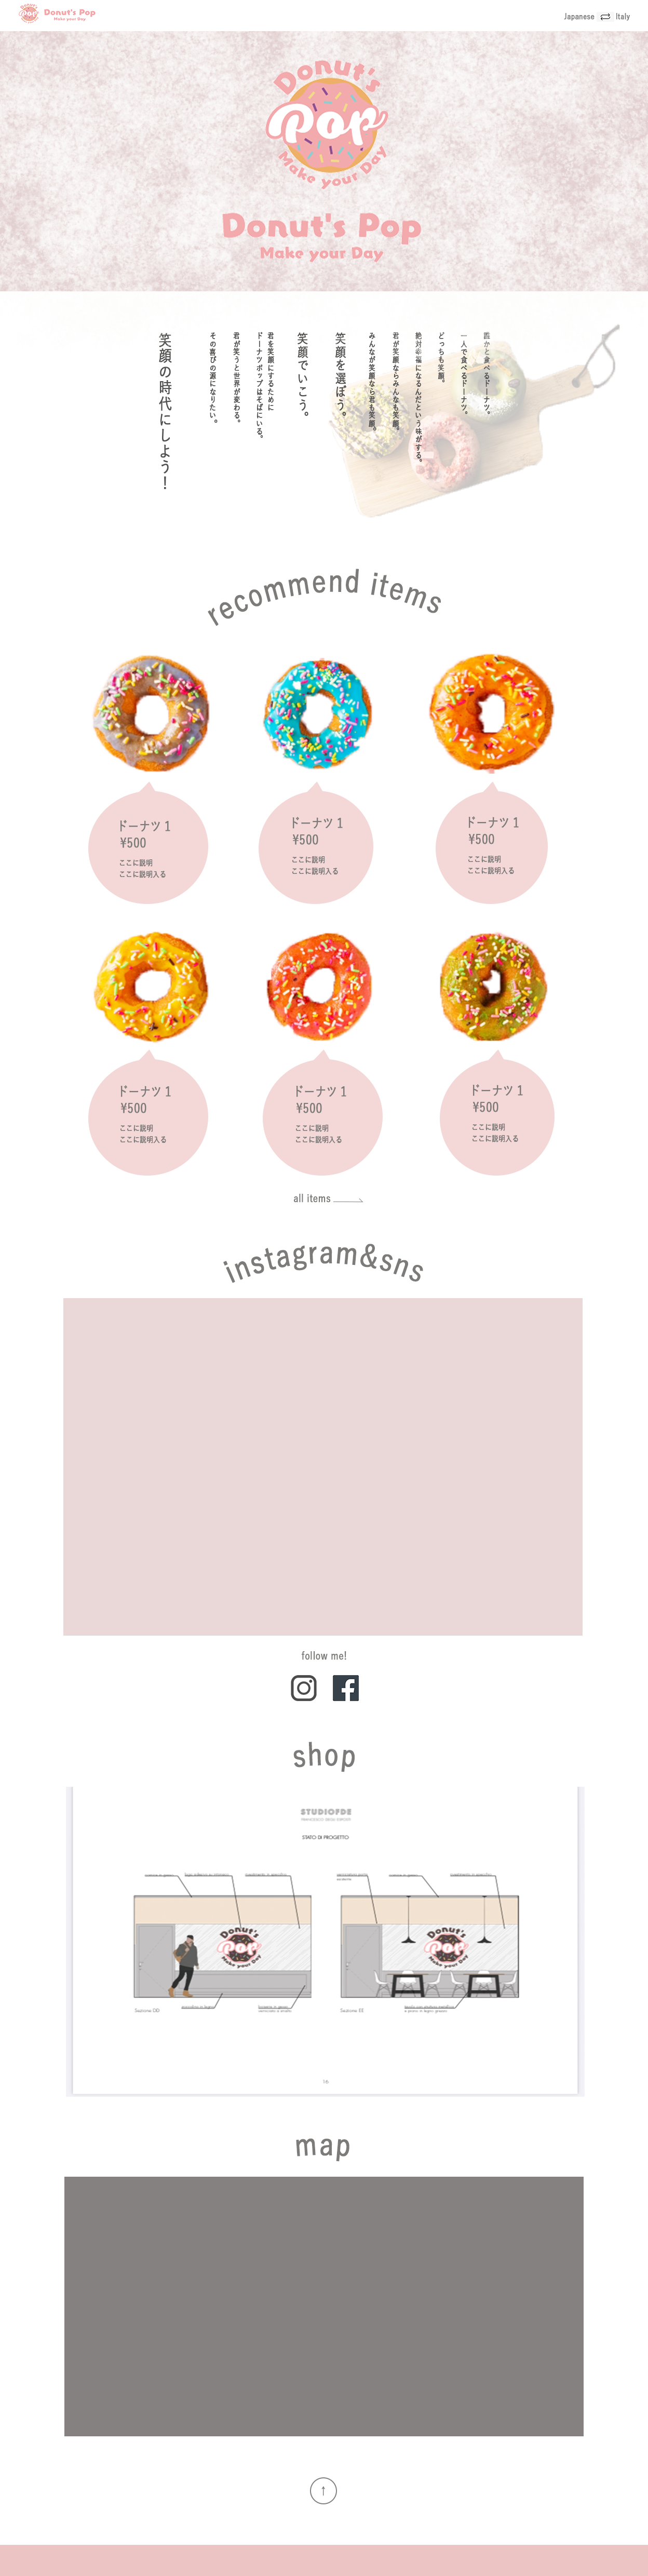 Donut's Pop
Make your Day
Japanese
Italy
Donut's
Pop
Make your Day
Donut's Pop
Make your Day
誰かと食べるドーナツ。
一人で食べるドーナツ。
どっちも笑顔。
絶対幸福になるんだという味がする。
君が笑顔ならみんなも笑顔。
みんなが笑顔なら君も笑顔。
笑顔を選ぼう。
笑顔でいこう。
君を笑顔にするために
ドーナツポップはそばにいる。
君が笑うと世界が変わる。
その喜びの源になりたい。
笑顔の時代にしよう！
recommend items
ドーナツ 1
¥500
ここに説明
ここに説明入る
ドーナツ 1
¥500
ここに説明
ここに説明入る
ドーナツ 1
¥500
ここに説明
ここに説明入る
ドーナツ 1
¥500
ここに説明
ここに説明入る
ドーナツ 1
¥500
ここに説明
ここに説明入る
ドーナツ 1
¥500
ここに説明
ここに説明入る
all items
instagram&sns
follow me!
shop
STUDIOFDE
STATO DI PROGETTO
Donut's
Pop
Make your Day
Donut's
Pop
Make your Day
Sezione DD
Sezione EE
16
map